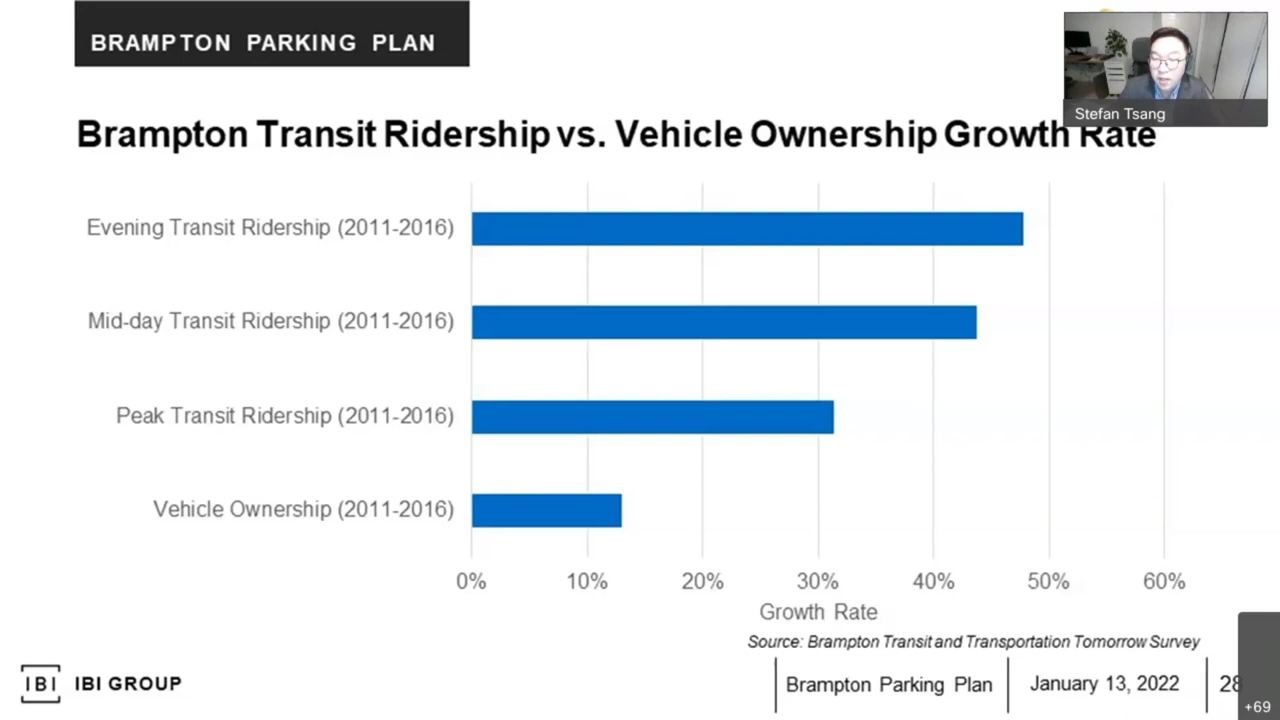 BRAMPTON PARKING PLAN
Stefan Tsang
Brampton Transit Ridership vs. Vehicle Ownership Growth Rate
Evening Transit Ridership (2011-2016)
Mid-day Transit Ridership (2011-2016)
Peak Transit Ridership (2011-2016)
Vehicle Ownership (2011-2016)
0% 10% 20% 30% 40% 50% 60%
Growth Rate
Source: Brampton Transit and Transportation Tomorrow Survey
IBI IBI GROUP
Brampton Parking Plan January 13, 2022 28
+69